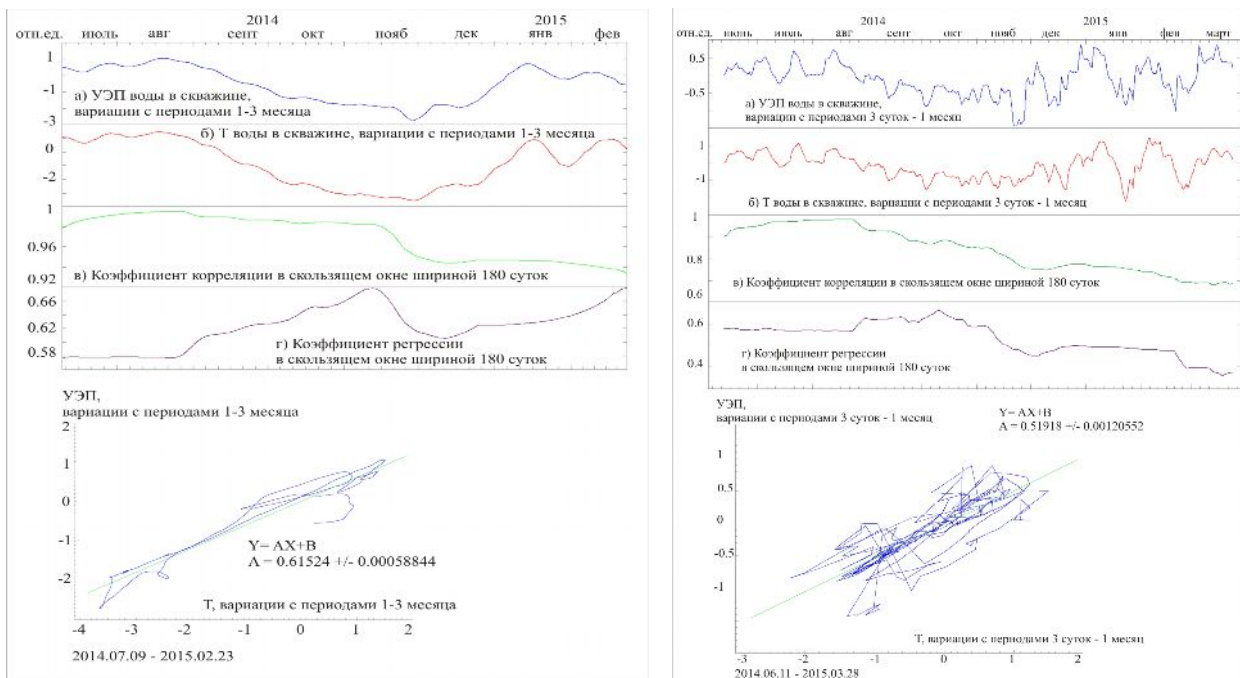 2014 2015
отн.ед. июль авг сент окт нояб дек янв фев
1
-1
а) УЭП воды в скважине,
вариации с периодами 1-3 месяца
-3
б) Т воды в скважине, вариации с периодами 1-3 месяца
0
-2
1
0.96
0.92
в) Коэффициент корреляции в скользящем окне шириной 180 суток
0.66
0.62
0.58
г) Коэффициент регрессии
в скользящем окне шириной 180 суток
УЭП,
вариации с периодами 1-3 месяца
2
1
0
-1
-2
Y= AX+B
A = 0.61524 +/- 0.00058844
Т, вариации с периодами 1-3 месяца
-4 -3 -2 -1 0 1 2
2014.07.09 - 2015.02.23
2014 2015
отн.ед. июнь июль авг сент окт нояб дек янв фев март
0.5
-0.5
а) УЭП воды в скважине,
вариации с периодами 3 суток - 1 месяц
1
-1
б) Т воды в скважине, вариации с периодами 3 суток - 1 месяц
1
0.8
0.6
в) Коэффициент корреляции в скользящем окне шириной 180 суток
0.6
0.4
г) Коэффициент регрессии
в скользящем окне шириной 180 суток
УЭП,
вариации с периодами 3 суток - 1 месяц
Y= AX+B
A = 0.51918 +/- 0.00120552
1
0.5
0
-0.5
-1
Т, вариации с периодами 3 суток - 1 месяц
-3 -2 -1 0 1 2
2014.06.11 - 2015.03.28